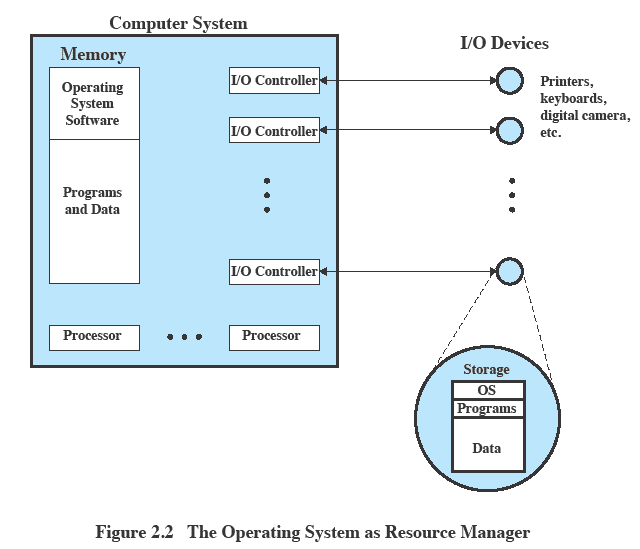 Computer System
Memory
Operating
System
Software
Programs
and Data
I/O Controller
I/O Controller
I/O Controller
Processor
Processor
I/O Devices
Printers,
keyboards,
digital camera,
etc.
Storage
OS
Programs
Data
Figure 2.2 The Operating System as Resource Manager